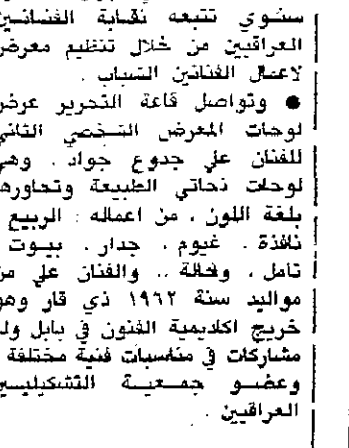 سنوي تتبعه نقابة الفنانين
العراقيين من خلال تنظيم معرض
لاعمال الفنانين الشباب .
● وتواصل قاعة التحرير عرض
لوحات المعرض الشخصي الثاني
للفنان علي جدوع جواد . وهي
لوحات تحاكي الطبيعة وتحاورها
بلغة اللون ، من اعماله : الربيع
نافذة . غيوم . جدار . بيوت
تامل ، وهالة .. والفنان علي من
مواليد سنة ١٩٦٢ ذي قار وهو
خريج اكاديمية الفنون في بابل وله
مشاركات في مناسبات فنية مختلفة
وعضو جمعية التشكيليين
العراقيين .